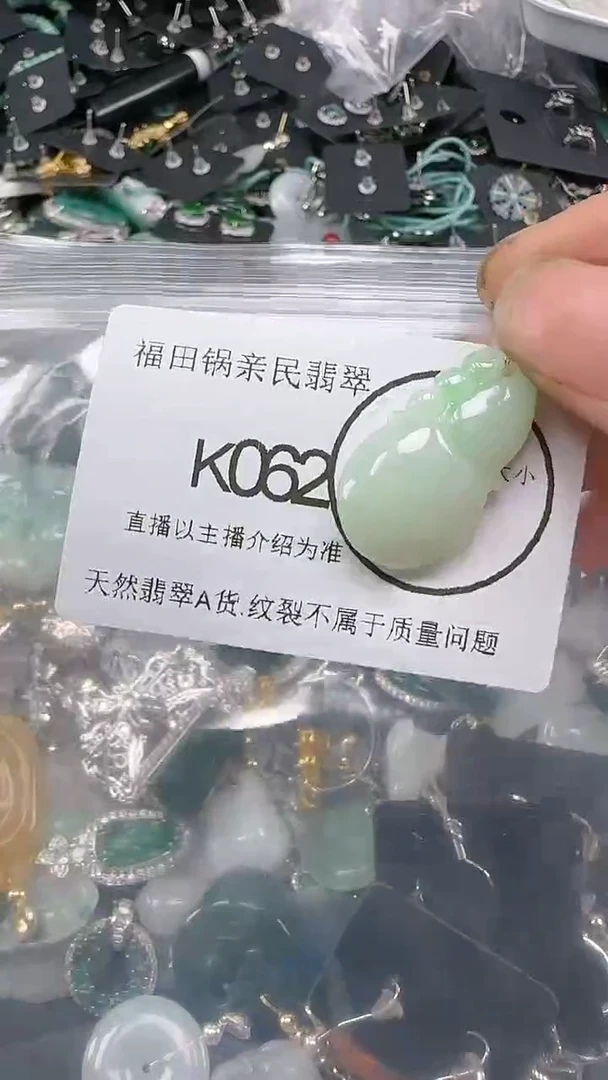 福田锅亲民翡翠
K062
小
直播以主播介绍为准
天然翡翠A货.纹裂不属于质量问题